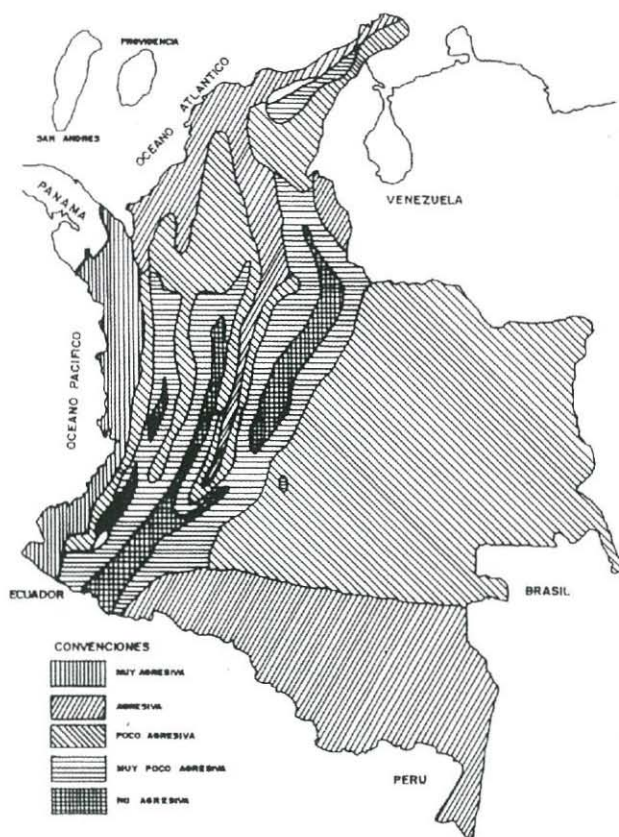 PROVIDENCIA
SAN ANDRES
OCEANO ATLANTICO
PANAMA
VENEZUELA
OCEANO PACIFICO
ECUADOR
BRASIL
CONVENCIONES
MUY AGRESIVA
AGRESIVA
POCO AGRESIVA
MUY POCO AGRESIVA
NO AGRESIVA
PERU